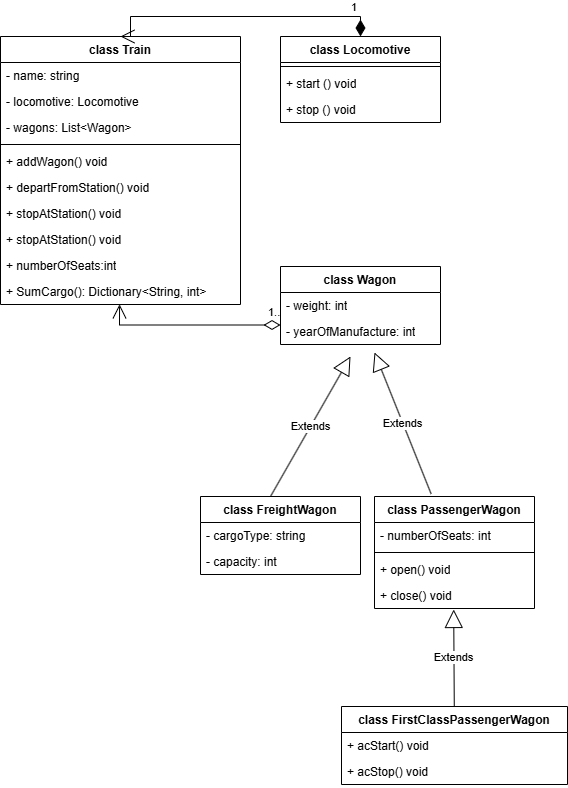 1
class Train
- name: string
- locomotive: Locomotive
- wagons: List<Wagon>
+ addWagon() void
+ departFromStation() void
+ stopAtStation() void
+ stopAtStation() void
+ numberOfSeats:int
+ SumCargo(): Dictionary<String, int>
class Locomotive
+ start () void
+ stop () void
1..
class Wagon
- weight: int
- yearOfManufacture: int
Extends
Extends
class FreightWagon
- cargoType: string
- capacity: int
class PassengerWagon
- numberOfSeats: int
+ open() void
+ close() void
Extends
class FirstClassPassengerWagon
+ acStart() void
+ acStop() void